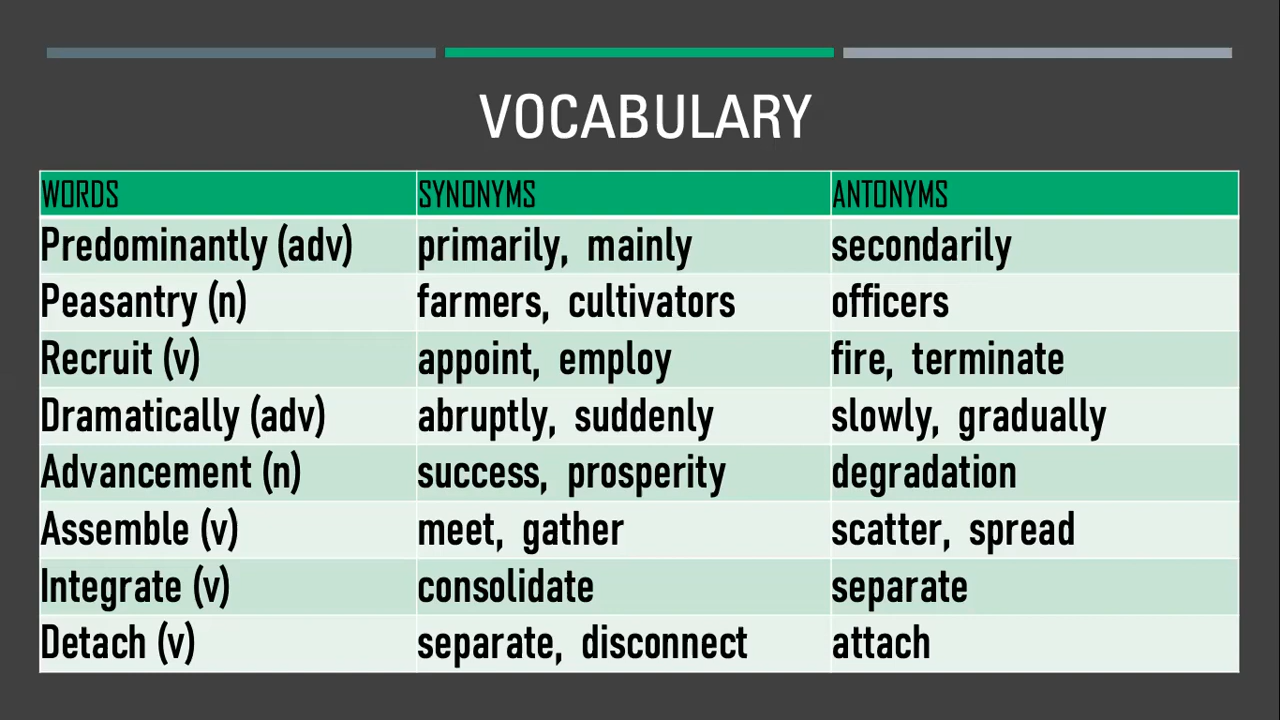 VOCABULARY
WORDS SYNONYMS ANTONYMS
Predominantly (adv) primarily, mainly secondarily
Peasantry (n) farmers, cultivators officers
Recruit (v) appoint, employ fire, terminate
Dramatically (adv) abruptly, suddenly slowly, gradually
Advancement (n) success, prosperity degradation
Assemble (v) meet, gather scatter, spread
Integrate (v) consolidate separate
Detach (v) separate, disconnect attach